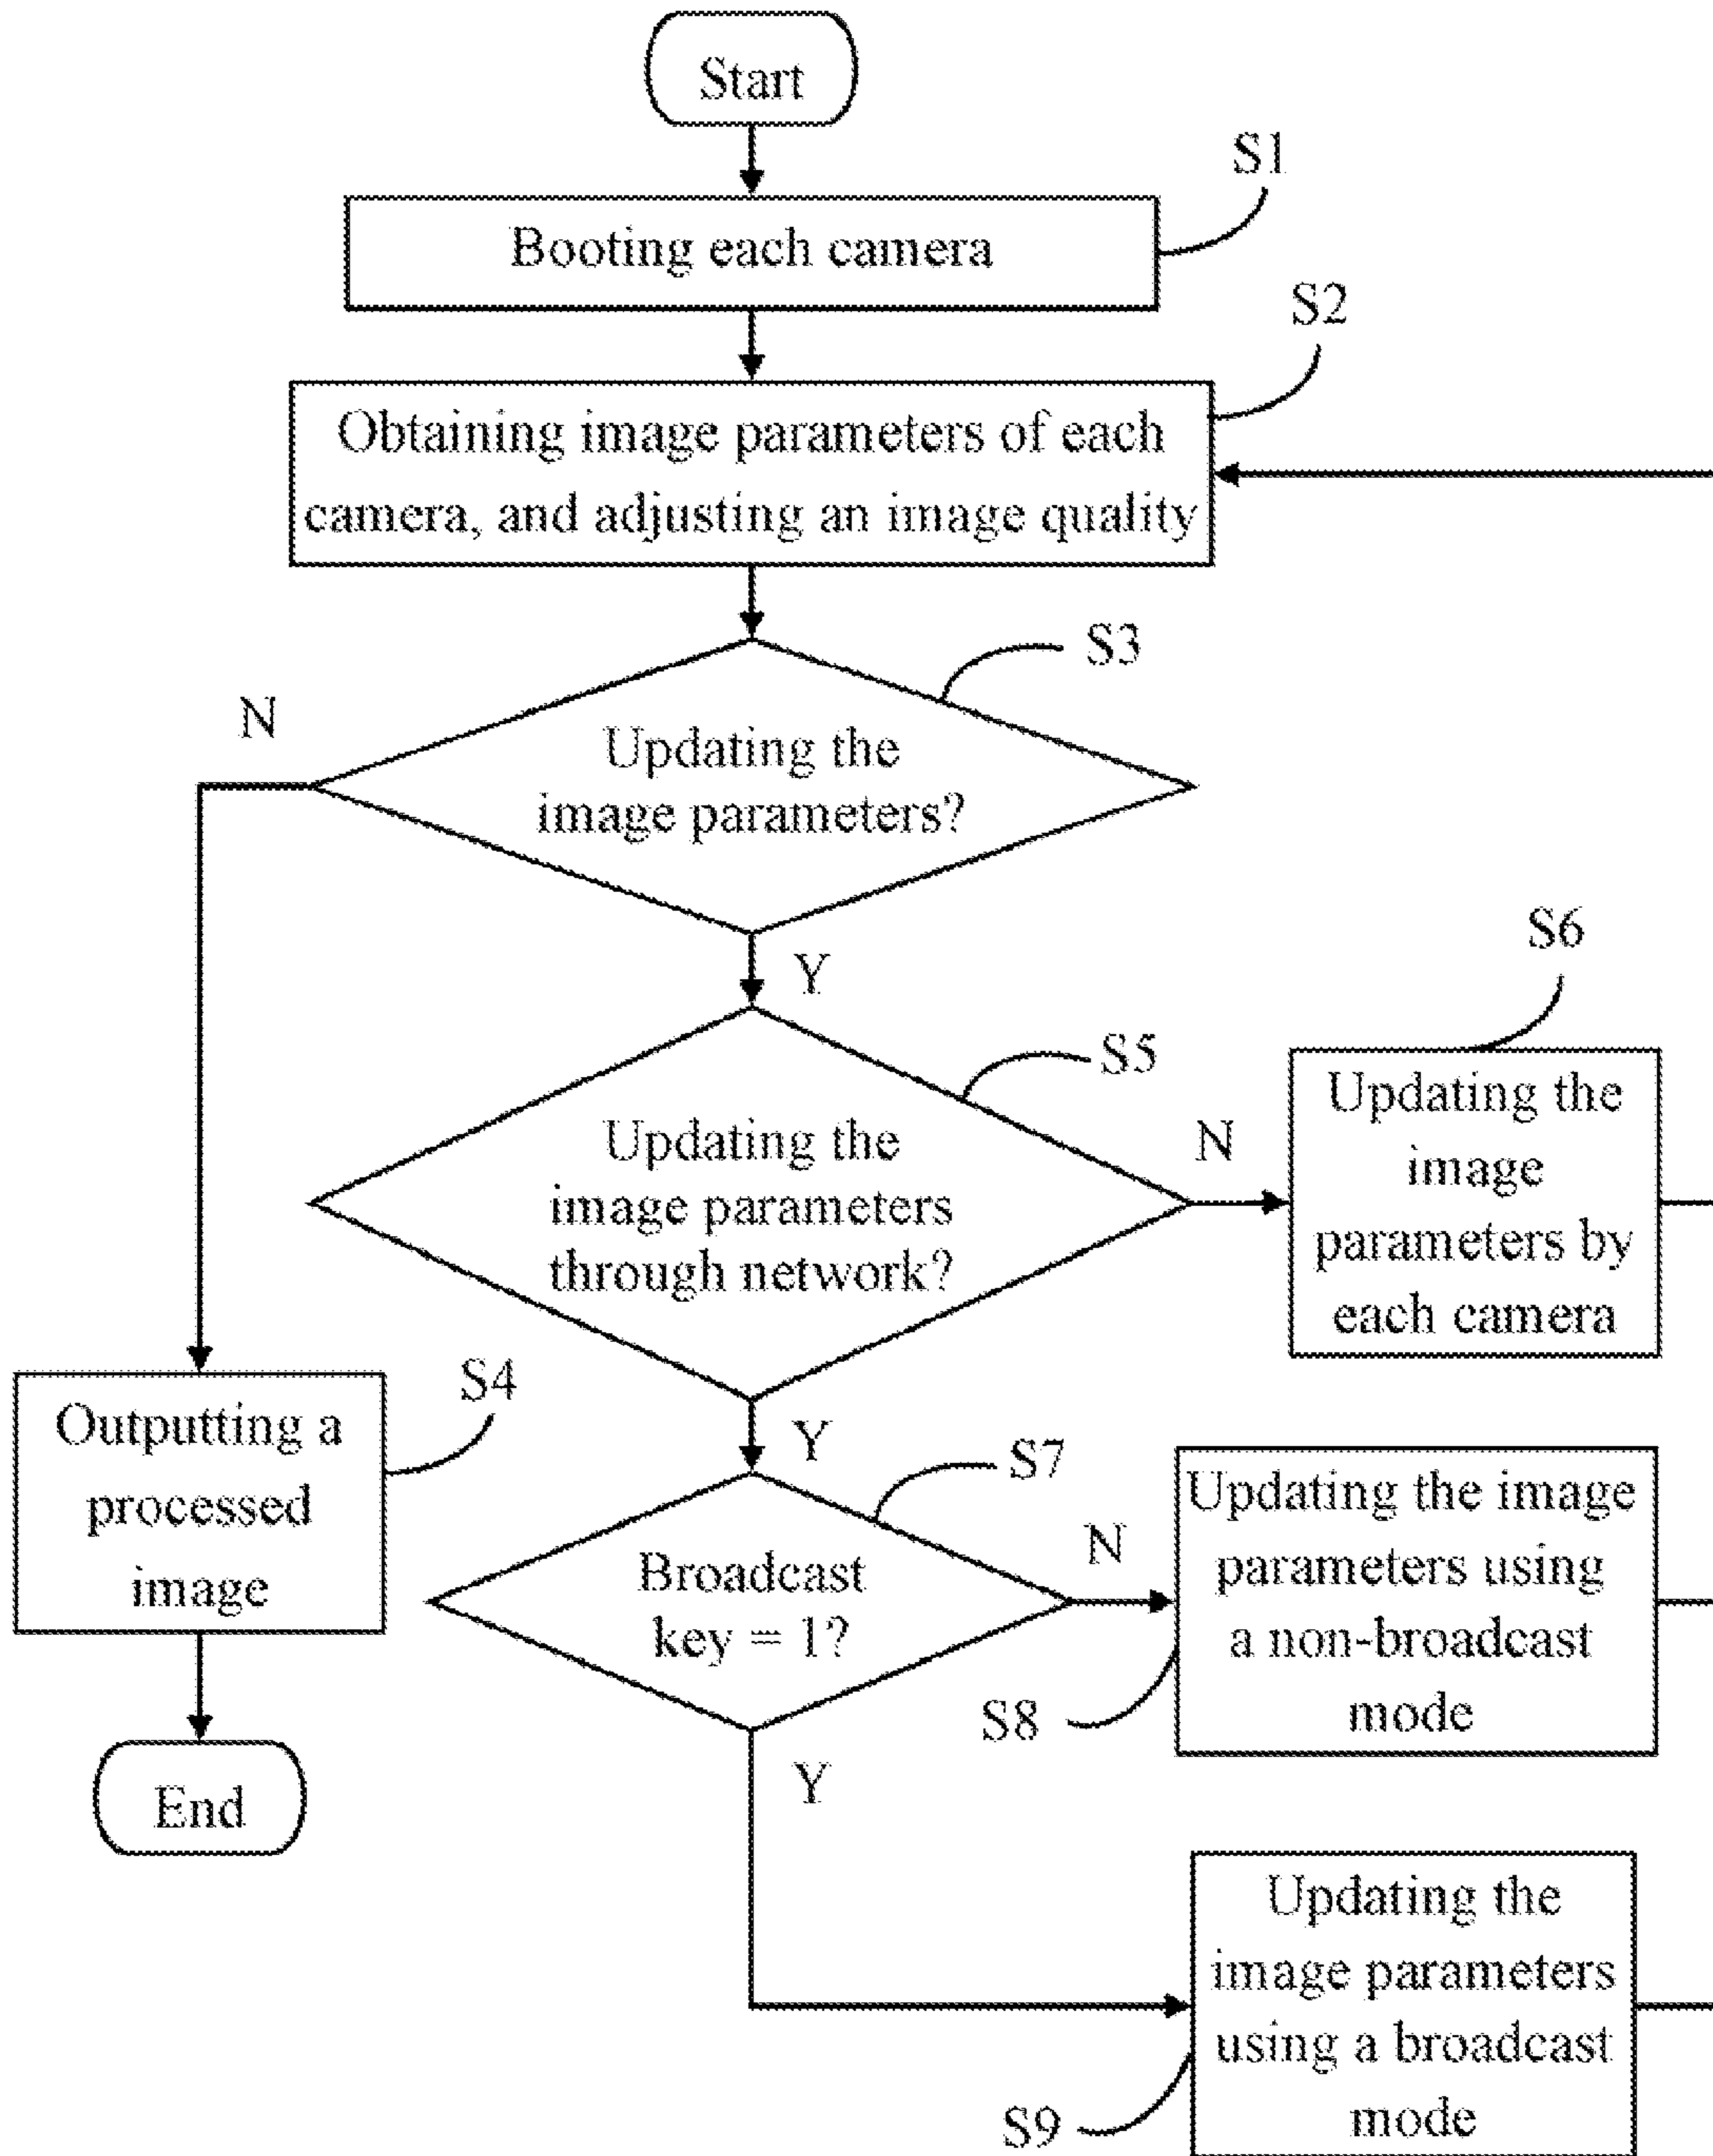 Start
S1
Booting each camera
S2
Obtaining image parameters of each
camera, and adjusting an image quality
S3
N
Updating the
image parameters?
Y
S5
Updating the
image parameters
through network?
N
S6
Updating the
image
parameters by
each camera
S4
Outputting a
processed
image
End
Y
S7
Broadcast
key = 1?
N
Updating the image
parameters using
a non-broadcast
mode
S8
Y
Updating the
image parameters
using a broadcast
mode
S9